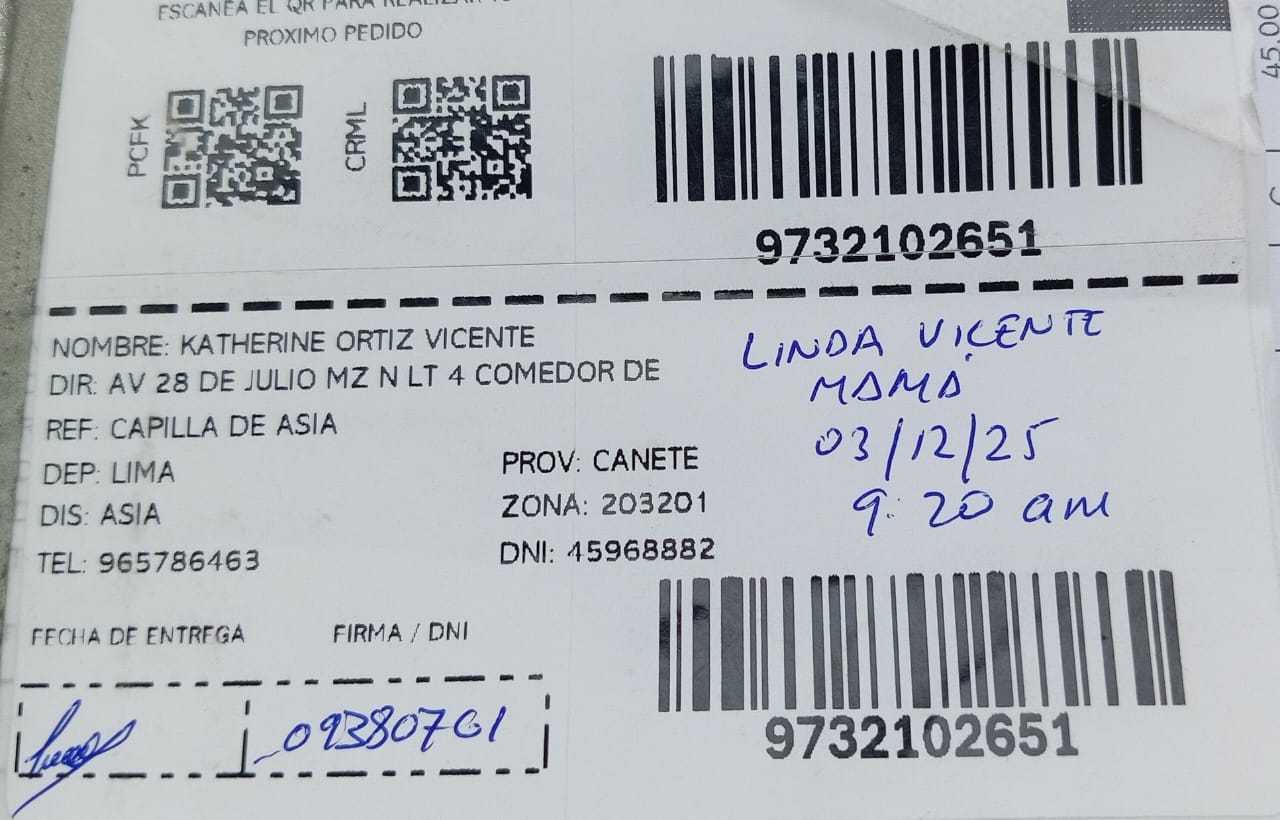 ESCANEA EL QR PARA REALIZAR
PROXIMO PEDIDO
PCFK
CRML
45.00
9732102651
NOMBRE: KATHERINE ORTIZ VICENTE
DIR: AV 28 DE JULIO MZ N LT 4 COMEDOR DE
REF: CAPILLA DE ASIA
DEP: LIMA
PROV: CANETE
DIS: ASIA
ZONA: 203201
TEL: 965786463
DNI: 45968882
LINDA VICENTE
MAMÁ
03/12/25
9:20 am
FECHA DE ENTREGA
FIRMA / DNI
09380701
9732102651